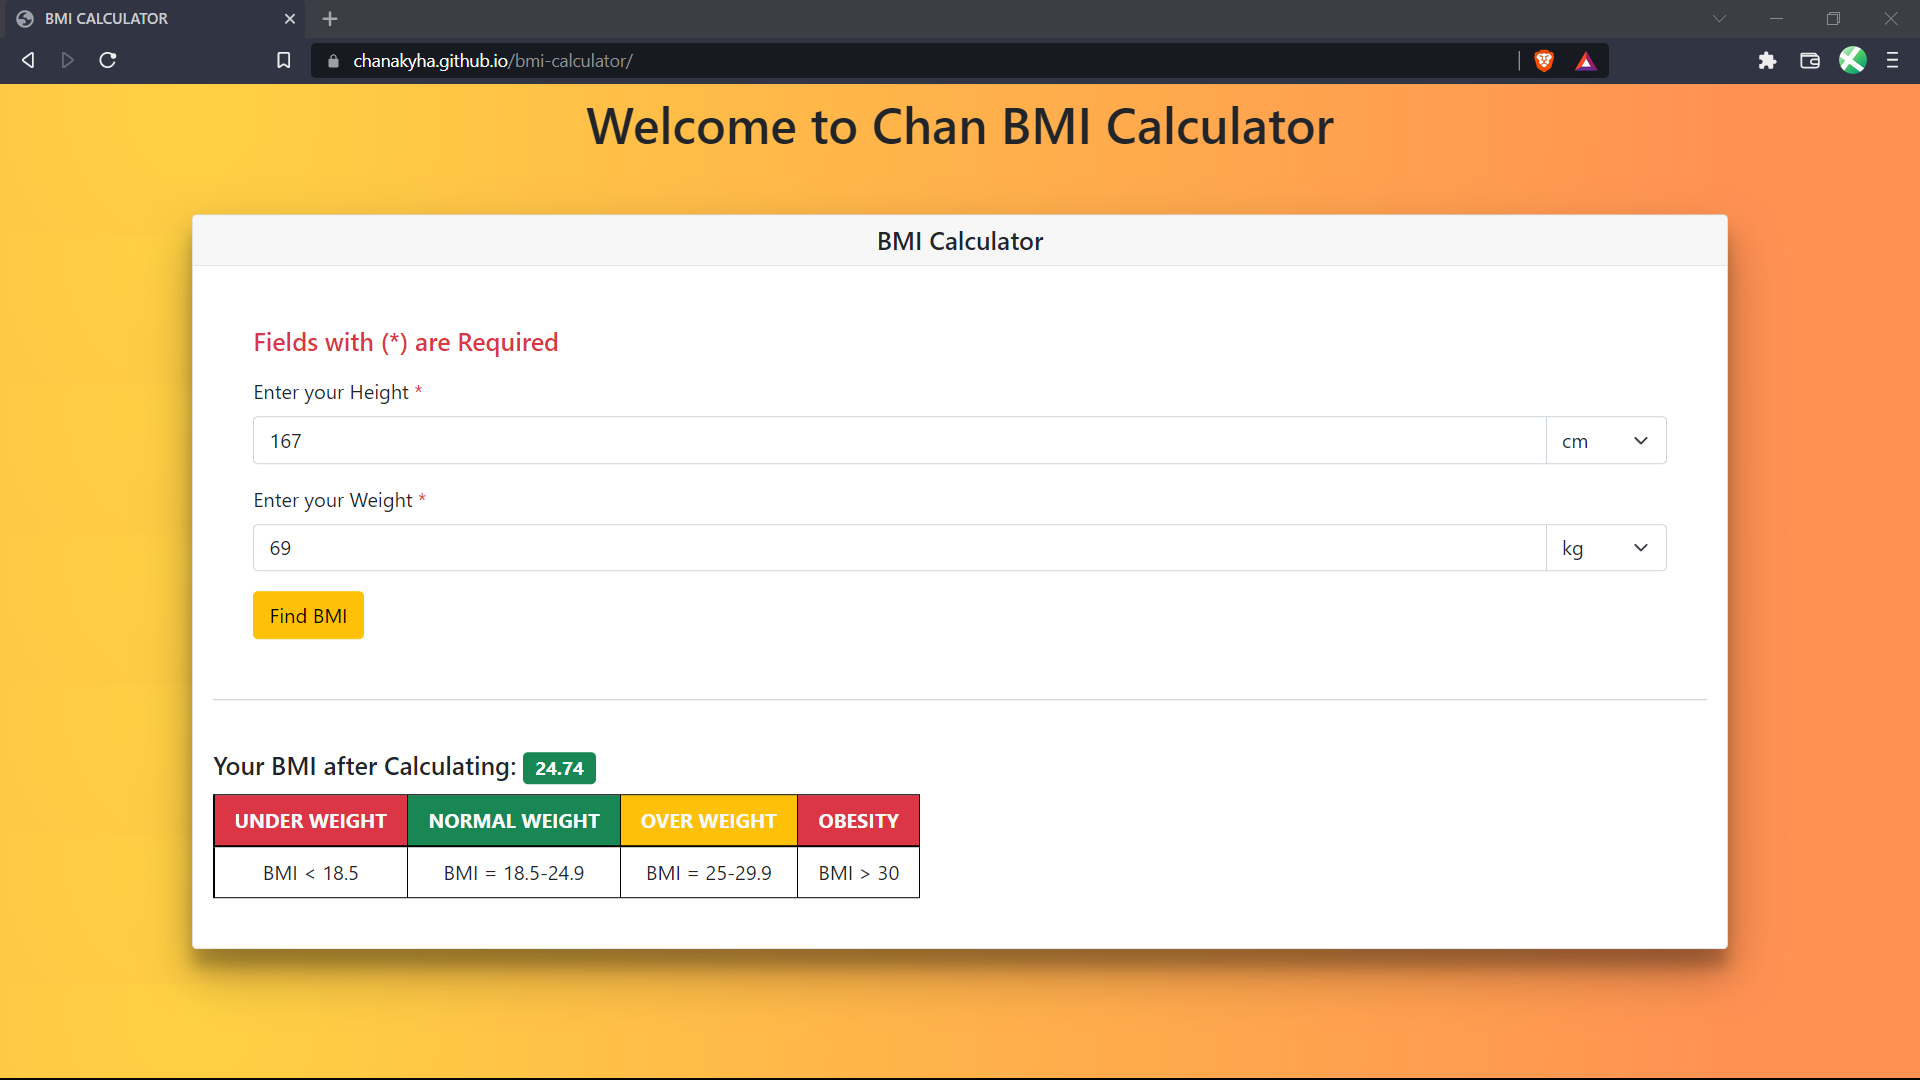 BMI CALCULATOR
chanakyha.github.io/bmi-calculator/
Welcome to Chan BMI Calculator
BMI Calculator
Fields with (*) are Required
Enter your Height *
167 cm
Enter your Weight *
69 kg
Find BMI
Your BMI after Calculating: 24.74
UNDER WEIGHT NORMAL WEIGHT OVER WEIGHT OBESITY
BMI < 18.5 BMI = 18.5-24.9 BMI = 25-29.9 BMI > 30